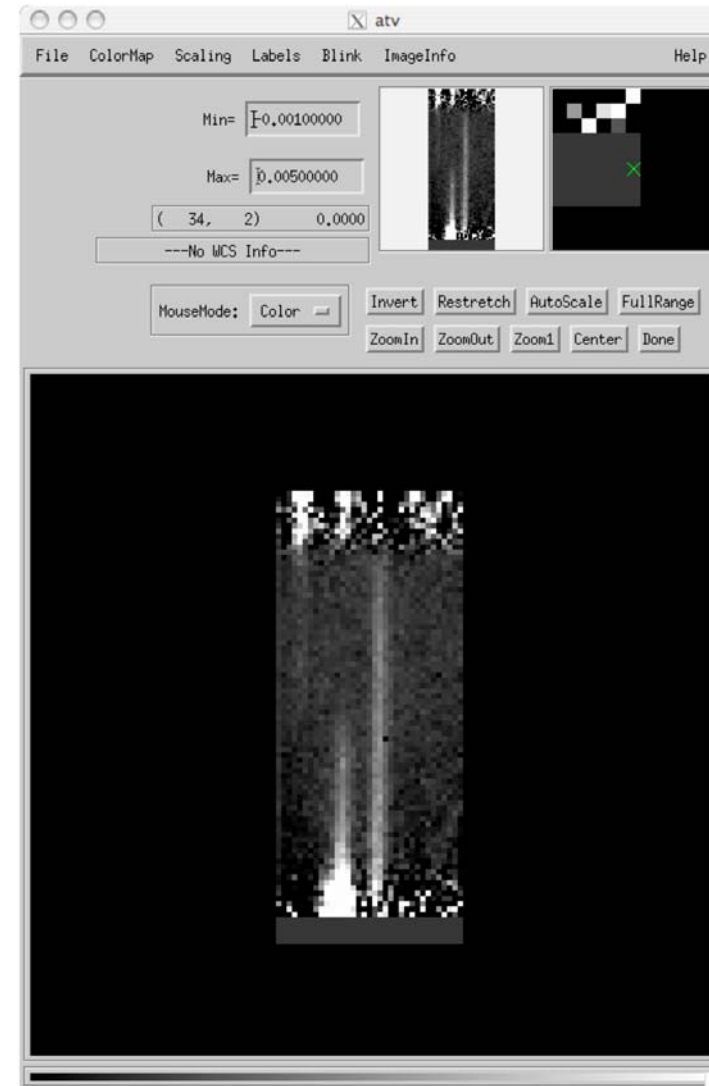 atv
File ColorMap Scaling Labels Blink ImageInfo Help
Min= -0.00100000
Max= 0.00500000
( 34, 2) 0.0000
---No WCS Info---
MouseMode: Color
Invert Restretch AutoScale FullRange
ZoomIn ZoomOut Zoom1 Center Done